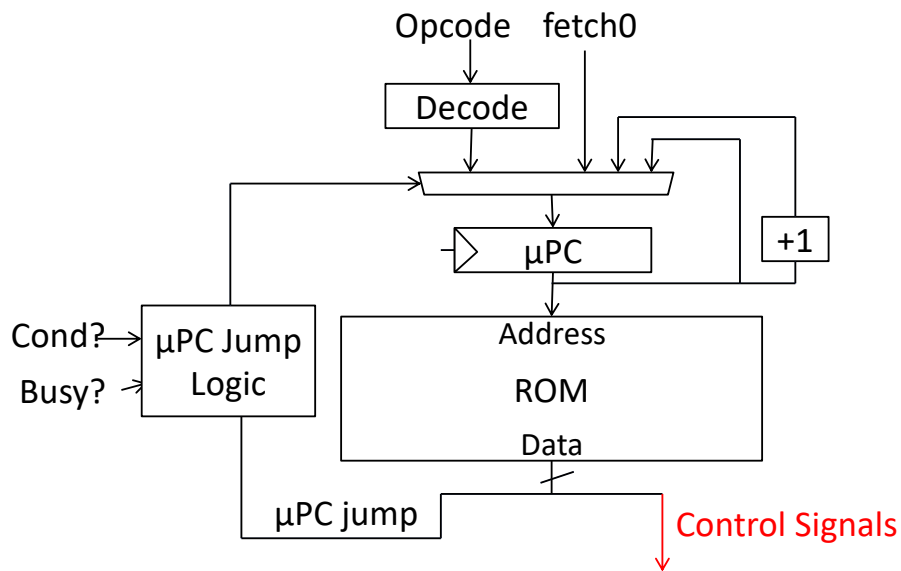 Opcode fetch0
Decode
+1
µPC
Cond?
Busy?
µPC Jump
Logic
Address
ROM
Data
µPC jump
Control Signals